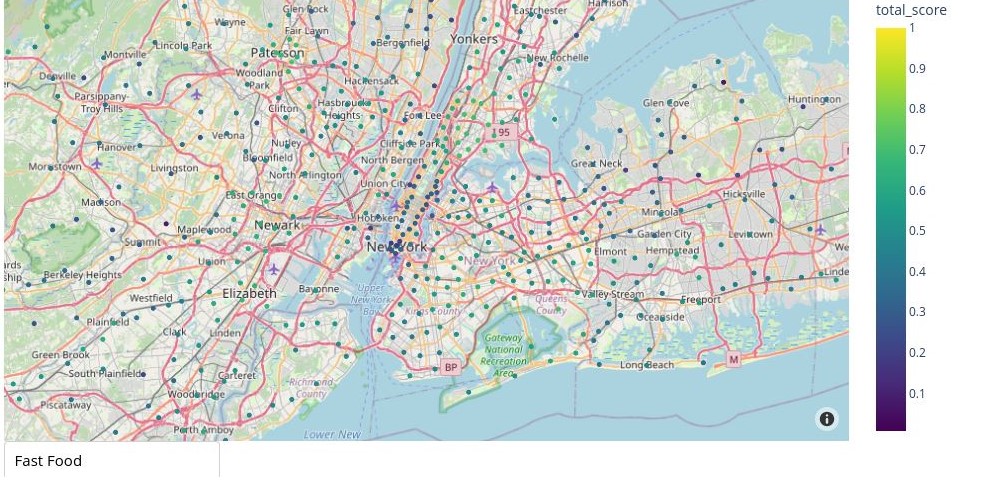 total_score
Glen Rock
Eastchester
Harrison
Wayne
Fair Lawn
Lincoln Park
Bergenfield
Yonkers
Montville
Paterson
New Rochelle
Denville
Woodland
Park
Hackensack
Parsippany-
Troy Hills
Clifton
Hasbrouck
Heights
Fort Lee
Glen Cove
Huntington
I 95
Hanover
Verona
Nutley
Cliffside Park
Bloomfield
North Bergen
Great Neck
Morristown
Livingston
North Arlington
Union City
East Orange
Hicksville
Madison
Hoboken
Mineola
Maplewood
Newark
Garden City
Levittown
Summit
New York
Elmont
Hempstead
We
Union
New York
ards
hip
Berkeley Heights
Linde
Elizabeth
Bayonne
"Upper
New York
Bay"
Queens
County
Valley Stream
Freeport
Westfield
Kings County
Oceanside
Plainfield
Clark
Linden
Gateway
National
Recreation
Area
Green Brook
BP
Long Beach
M
South Plainfield
Carteret
Richmond
County
Woodbridge
Piscataway
Perth Amboy
Lower New
1
0.9
0.8
0.7
0.6
0.5
0.4
0.3
0.2
0.1
Fast Food